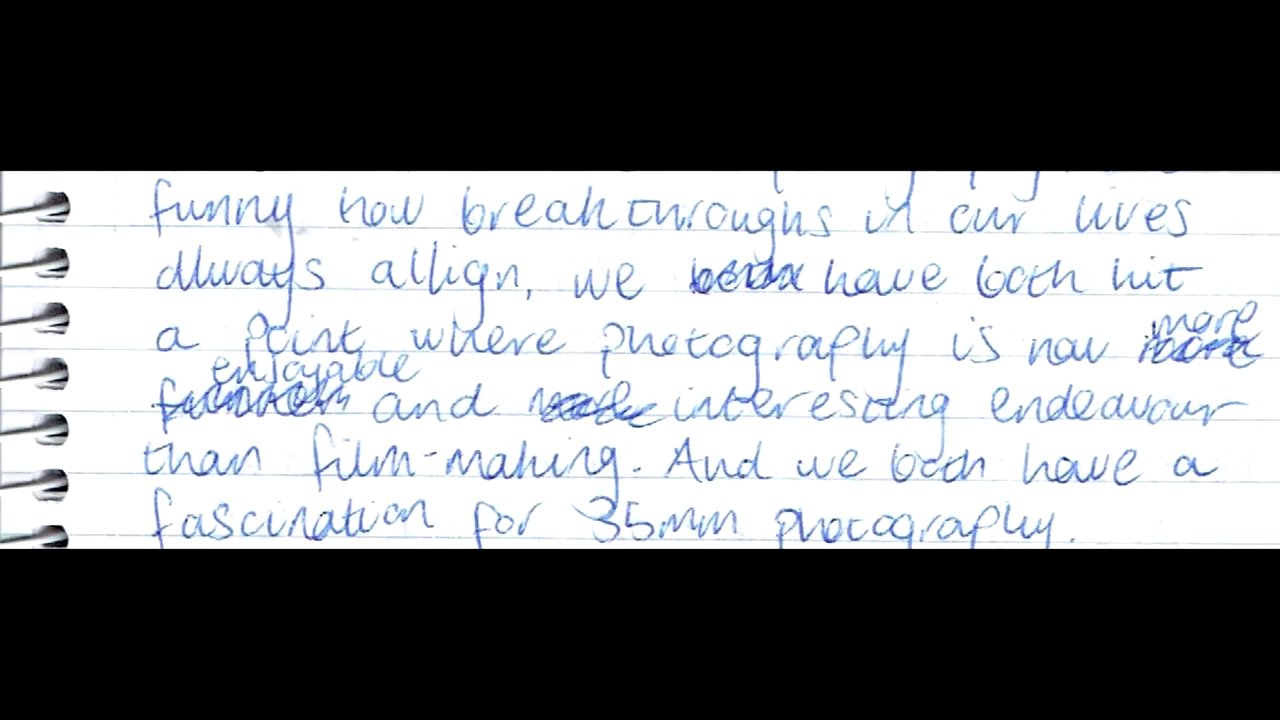 funny how breakthroughs in our lives
always allign, we have both hit
a point where photography is now more
enjoyable and interesting endeavour
than film-making. And we both have a
fascination for 35mm photography.